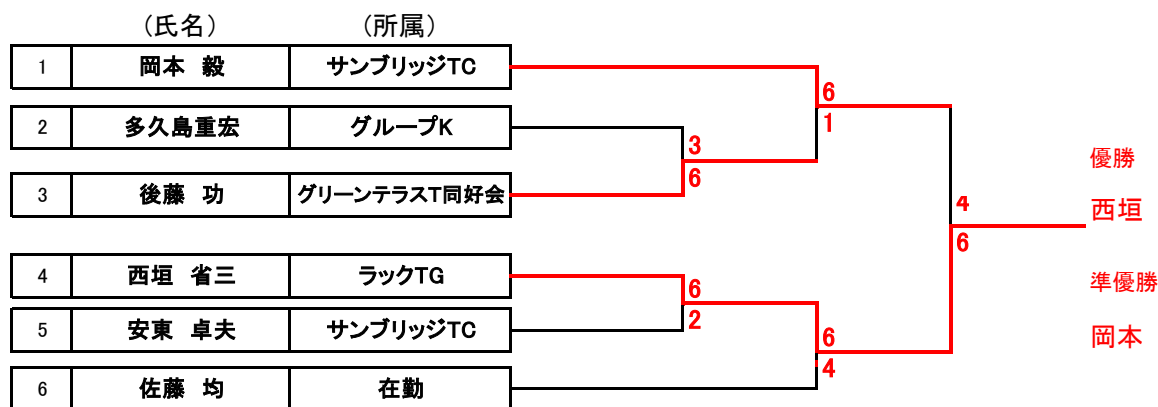 （氏名） （所属）
1 岡本 毅 サンブリッジTC
6
2 多久島重宏 グループK
1
3
優勝
6
3 後藤 功 グリーンテラスT同好会
4
西垣
6
4 西垣 省三 ラックTG
準優勝
6
2
5 安東 卓夫 サンブリッジTC
6
岡本
4
6 佐藤 均 在勤